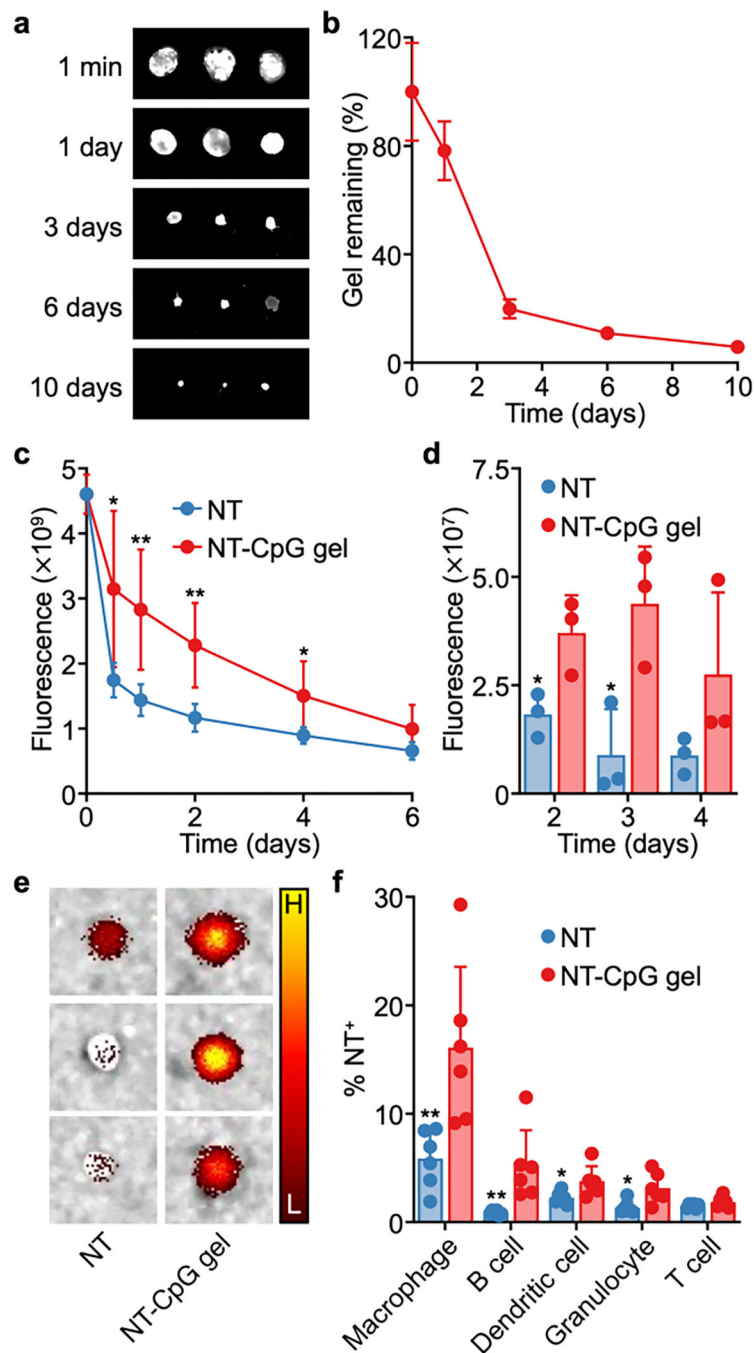 a
1 min
1 day
3 days
6 days
10 days
b
120
80
40
0
Gel remaining (%)
0 2 4 6 8 10
Time (days)
c
5
4
3
2
1
0
Fluorescence (×10⁹)
* ** ** *
NT
NT-CpG gel
0 2 4 6
Time (days)
d
7.5
5.0
2.5
0
Fluorescence (×10⁷)
NT
NT-CpG gel
* *
2 3 4
Time (days)
e
H
L
NT
NT-CpG gel
f
30
20
10
0
% NT⁺
NT
NT-CpG gel
** ** * *
Macrophage
B cell
Dendritic cell
Granulocyte
T cell